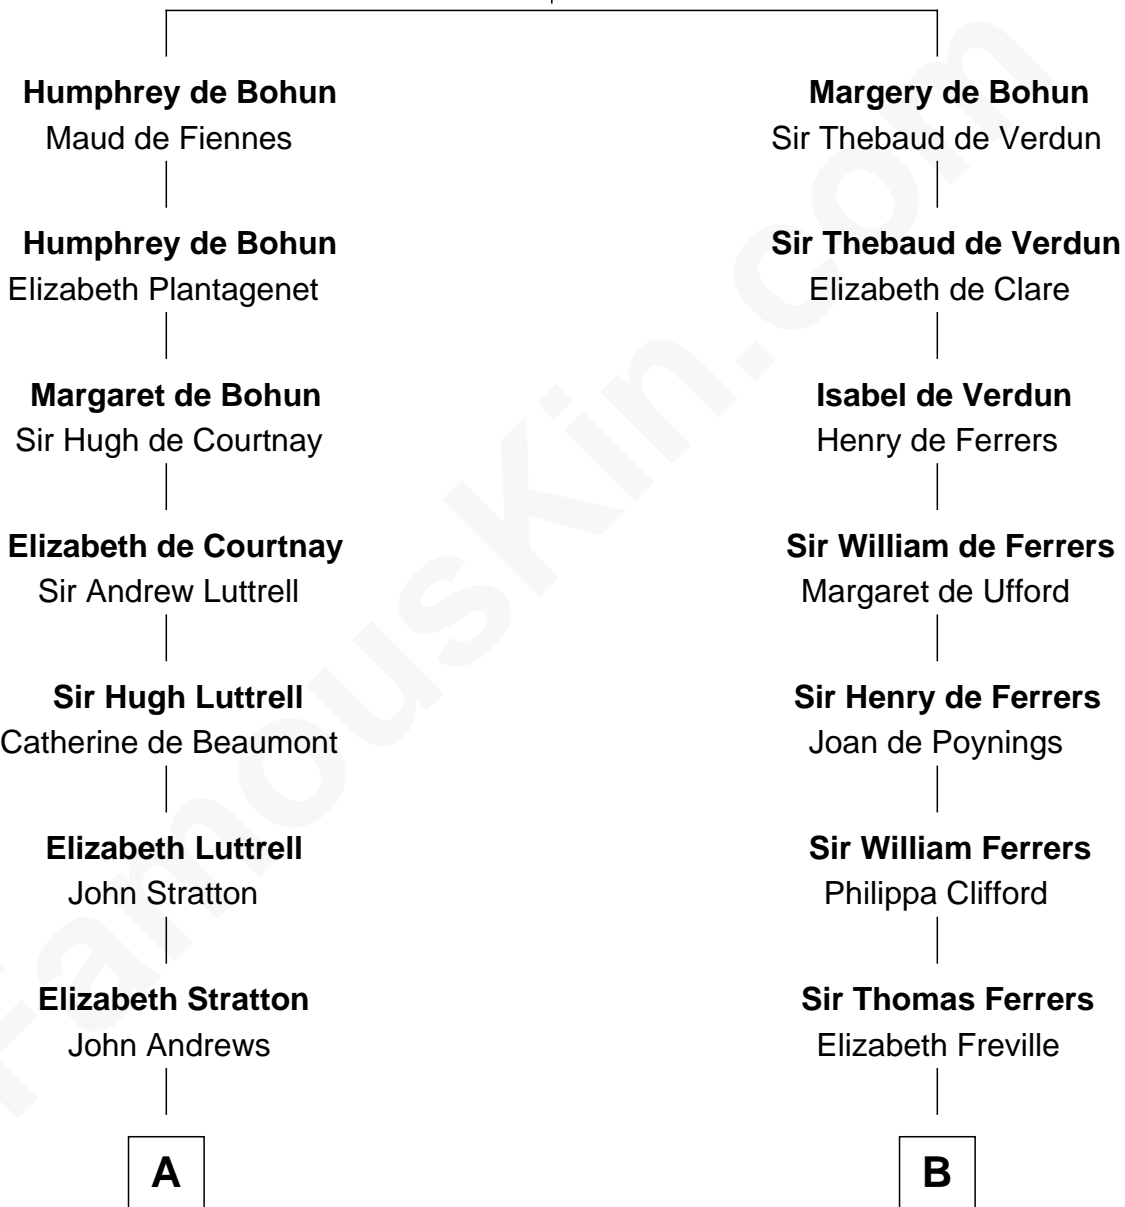 Humphrey de Bohun
Maud de Fiennes
Humphrey de Bohun
Elizabeth Plantagenet
Margaret de Bohun
Sir Hugh de Courtnay
Elizabeth de Courtnay
Sir Andrew Luttrell
Sir Hugh Luttrell
Catherine de Beaumont
Elizabeth Luttrell
John Stratton
Elizabeth Stratton
John Andrews
A
Margery de Bohun
Sir Thebaud de Verdun
Sir Thebaud de Verdun
Elizabeth de Clare
Isabel de Verdun
Henry de Ferrers
Sir William de Ferrers
Margaret de Ufford
Sir Henry de Ferrers
Joan de Poynings
Sir William Ferrers
Philippa Clifford
Sir Thomas Ferrers
Elizabeth Freville
B
FamousKin.com